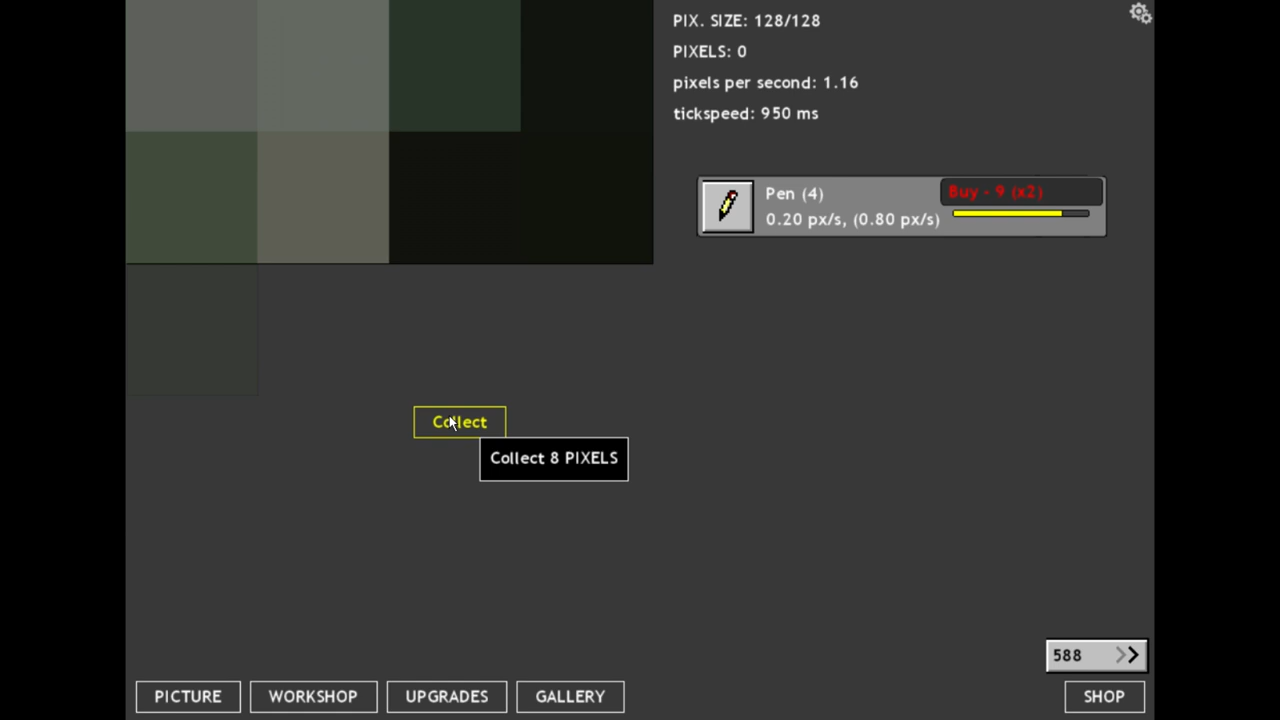 PIX. SIZE: 128/128
PIXELS: 0
pixels per second: 1.16
tickspeed: 950 ms
Pen (4)
Buy - 9 (x2)
0.20 px/s, (0.80 px/s)
Collect
Collect 8 PIXELS
588
PICTURE
WORKSHOP
UPGRADES
GALLERY
SHOP